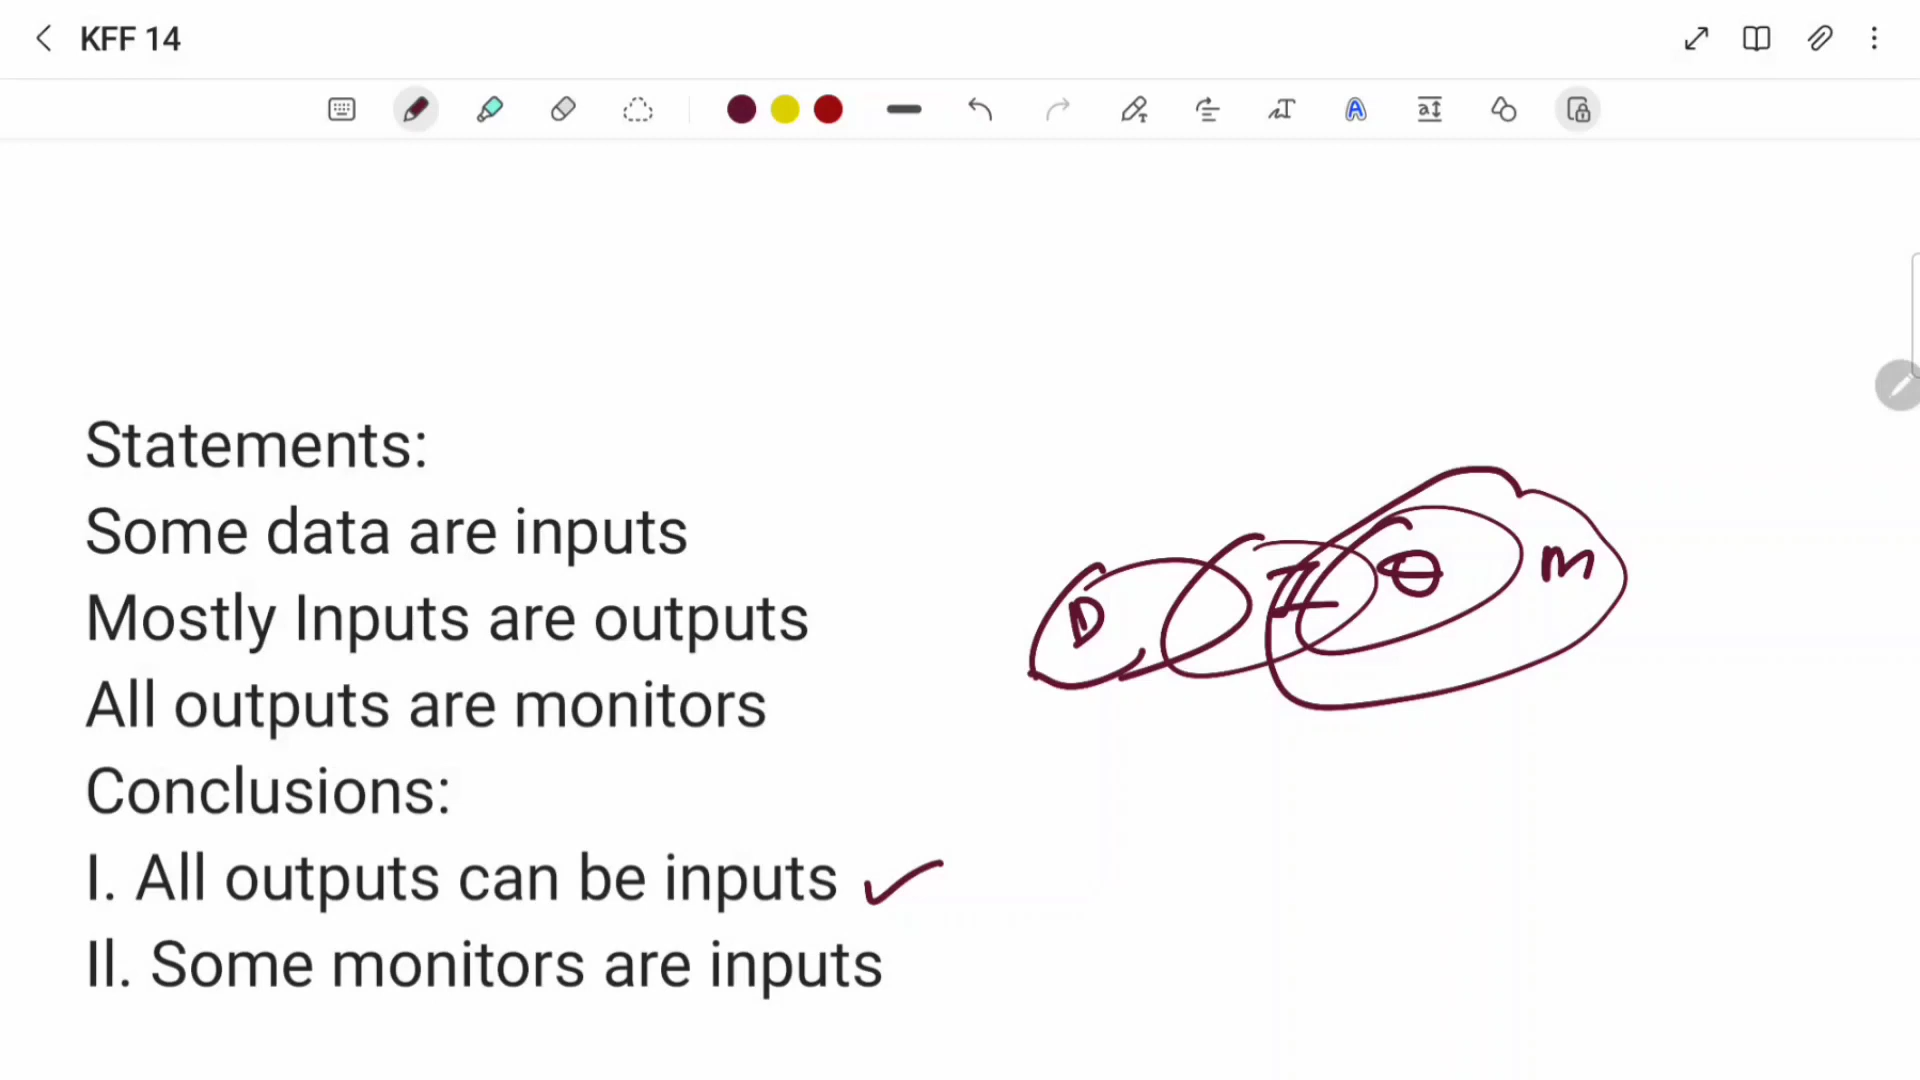 KFF 14
Statements:
Some data are inputs
Mostly Inputs are outputs
All outputs are monitors
Conclusions:
I. All outputs can be inputs
II. Some monitors are inputs
D
I
O
m